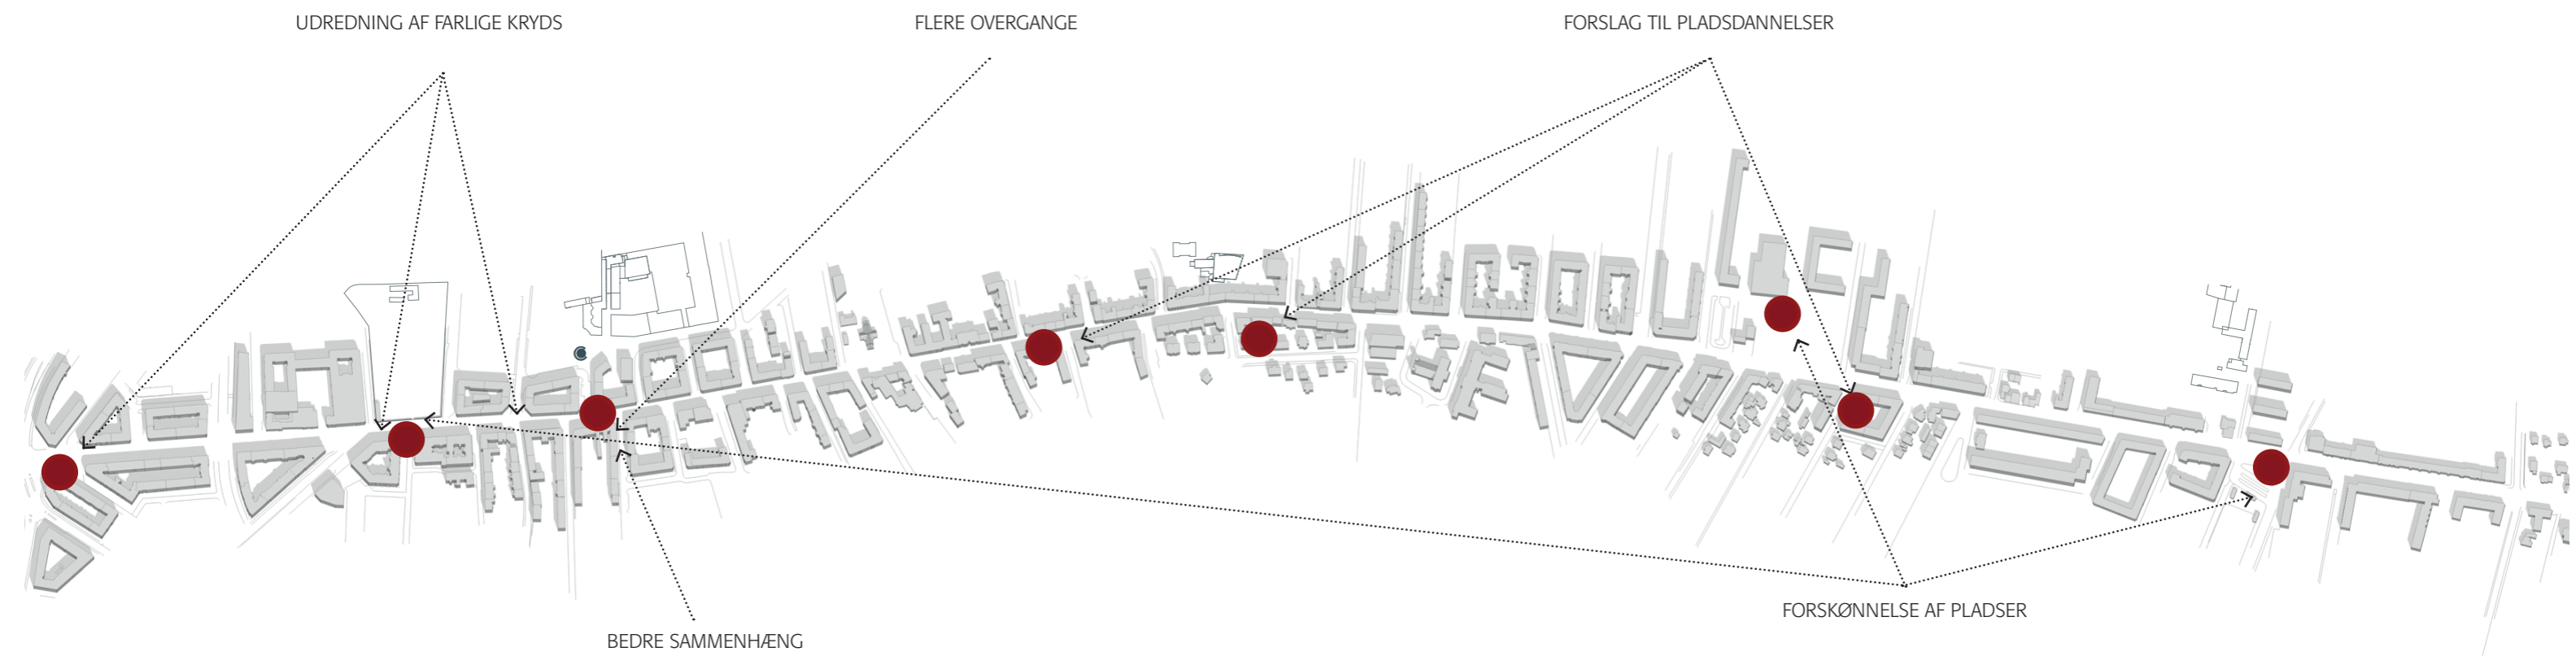 UDREDNING AF FARLIGE KRYDS
FLERE OVERGANGE
FORSLAG TIL PLADSDANNELSER
FORSKØNNELSE AF PLADSER
BEDRE SAMMENHÆNG